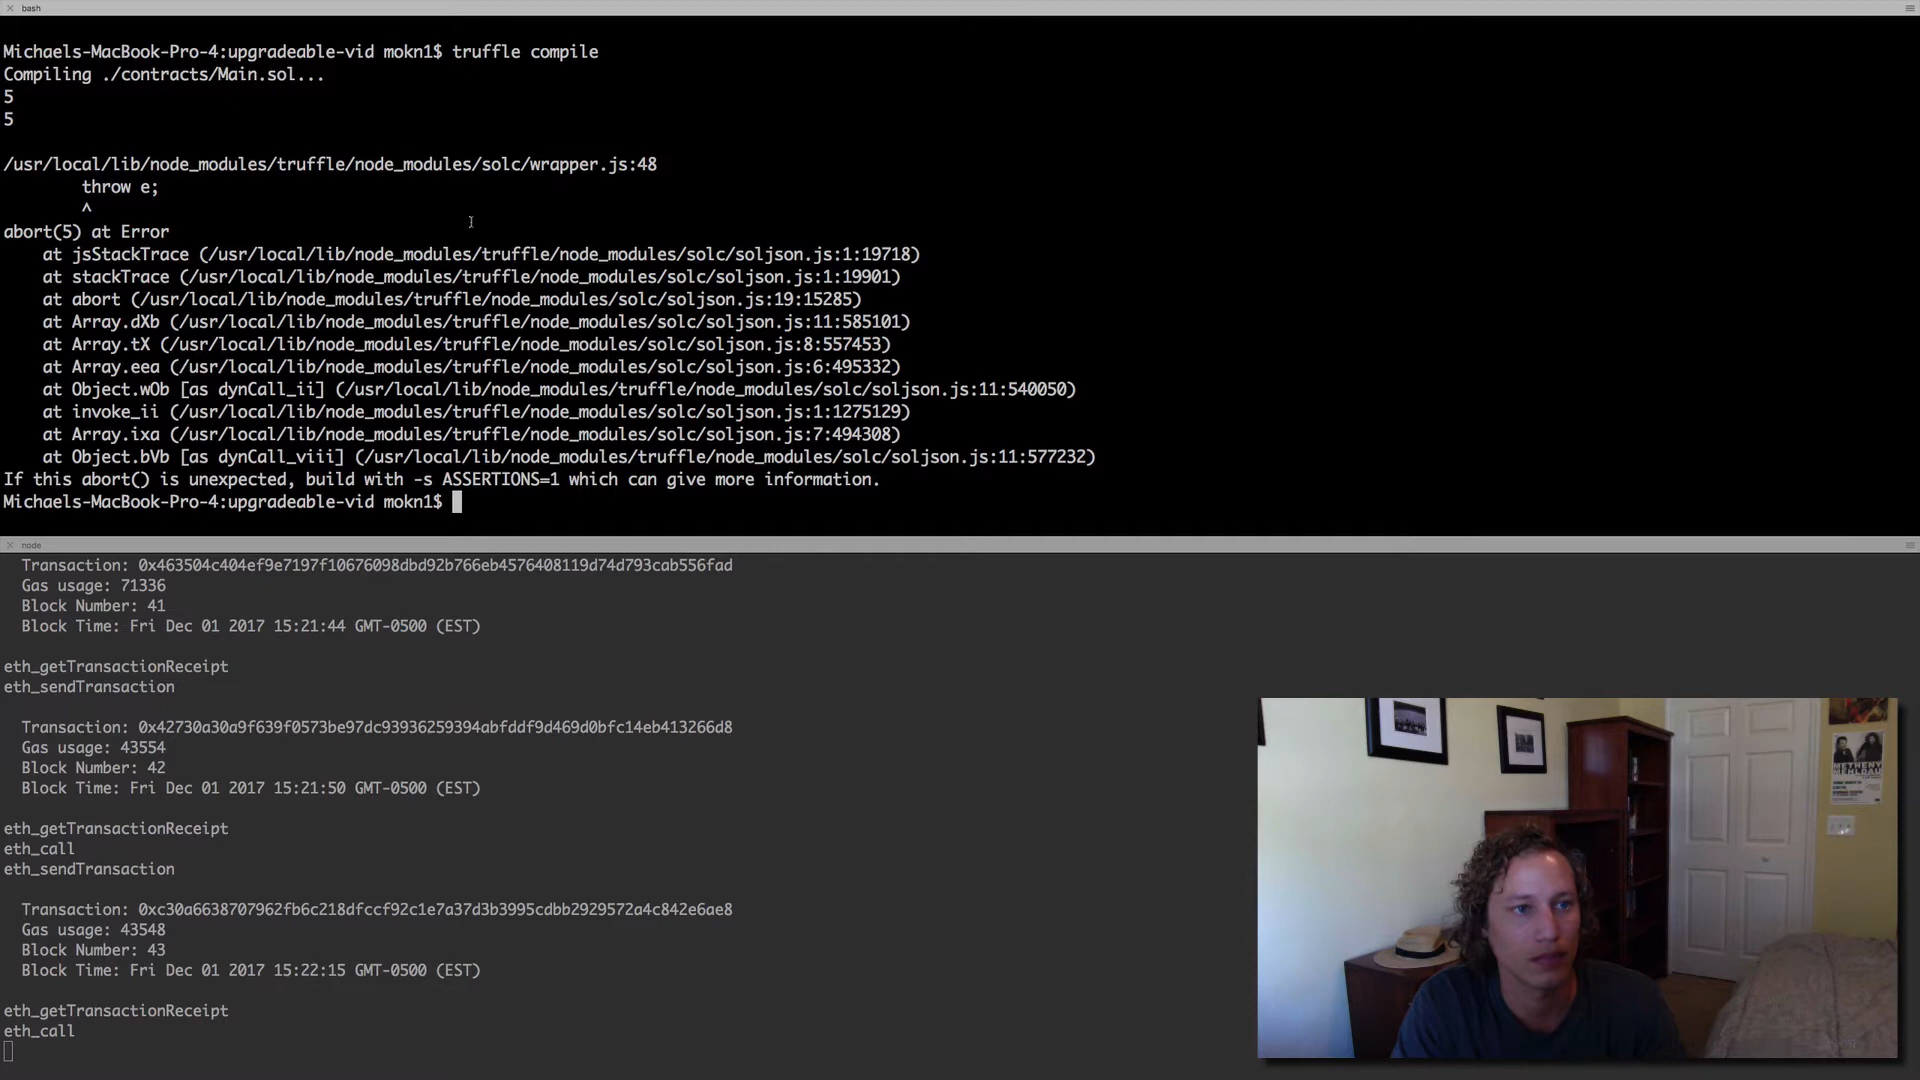 bash
Michaels-MacBook-Pro-4:upgradeable-vid mokn1$ truffle compile
Compiling ./contracts/Main.sol...
5
5
/usr/local/lib/node_modules/truffle/node_modules/solc/wrapper.js:48
throw e;
^
abort(5) at Error
at jsStackTrace (/usr/local/lib/node_modules/truffle/node_modules/solc/soljson.js:1:19718)
at stackTrace (/usr/local/lib/node_modules/truffle/node_modules/solc/soljson.js:1:19901)
at abort (/usr/local/lib/node_modules/truffle/node_modules/solc/soljson.js:19:15285)
at Array.dXb (/usr/local/lib/node_modules/truffle/node_modules/solc/soljson.js:11:585101)
at Array.tX (/usr/local/lib/node_modules/truffle/node_modules/solc/soljson.js:8:557453)
at Array.eea (/usr/local/lib/node_modules/truffle/node_modules/solc/soljson.js:6:495332)
at Object.wOb [as dynCall_ii] (/usr/local/lib/node_modules/truffle/node_modules/solc/soljson.js:11:540050)
at invoke_ii (/usr/local/lib/node_modules/truffle/node_modules/solc/soljson.js:1:1275129)
at Array.ixa (/usr/local/lib/node_modules/truffle/node_modules/solc/soljson.js:7:494308)
at Object.bVb [as dynCall_viii] (/usr/local/lib/node_modules/truffle/node_modules/solc/soljson.js:11:577232)
If this abort() is unexpected, build with -s ASSERTIONS=1 which can give more information.
Michaels-MacBook-Pro-4:upgradeable-vid mokn1$
node
Transaction: 0x463504c404ef9e7197f10676098dbd92b766eb4576408119d74d793cab556fad
Gas usage: 71336
Block Number: 41
Block Time: Fri Dec 01 2017 15:21:44 GMT-0500 (EST)
eth_getTransactionReceipt
eth_sendTransaction
Transaction: 0x42730a30a9f639f0573be97dc93936259394abfddf9d469d0bfc14eb413266d8
Gas usage: 43554
Block Number: 42
Block Time: Fri Dec 01 2017 15:21:50 GMT-0500 (EST)
eth_getTransactionReceipt
eth_call
eth_sendTransaction
Transaction: 0xc30a6638707962fb6c218dfccf92c1e7a37d3b3995cdbb2929572a4c842e6ae8
Gas usage: 43548
Block Number: 43
Block Time: Fri Dec 01 2017 15:22:15 GMT-0500 (EST)
eth_getTransactionReceipt
eth_call
METHENY
MEHLDAU